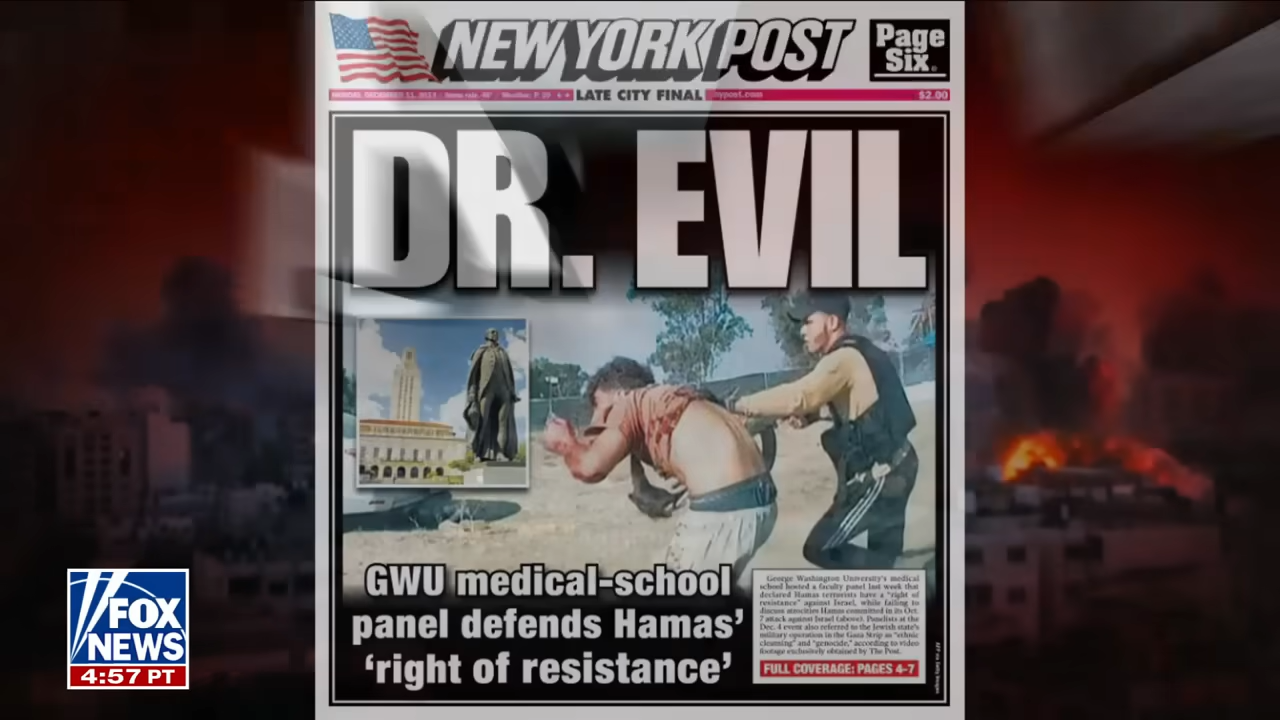 NEW YORK POST
Page
Six
LATE CITY FINAL
nypost.com
$2.00
DR. EVIL
GWU medical-school
panel defends Hamas'
‘right of resistance’
George Washington University's medical
school hosted a faculty panel last week that
declared Hamas terrorists have a "right of
resistance" against Israel, while failing to
discuss atrocities Hamas committed in its Oct.
7 attack against Israel (above). Panelists at the
Dec. 4 event also referred to the Jewish state's
military operation in the Gaza Strip as "ethnic
cleansing" and "genocide," according to video
footage exclusively obtained by The Post.
FULL COVERAGE: PAGES 4-7
FOX
NEWS
4:57 PT